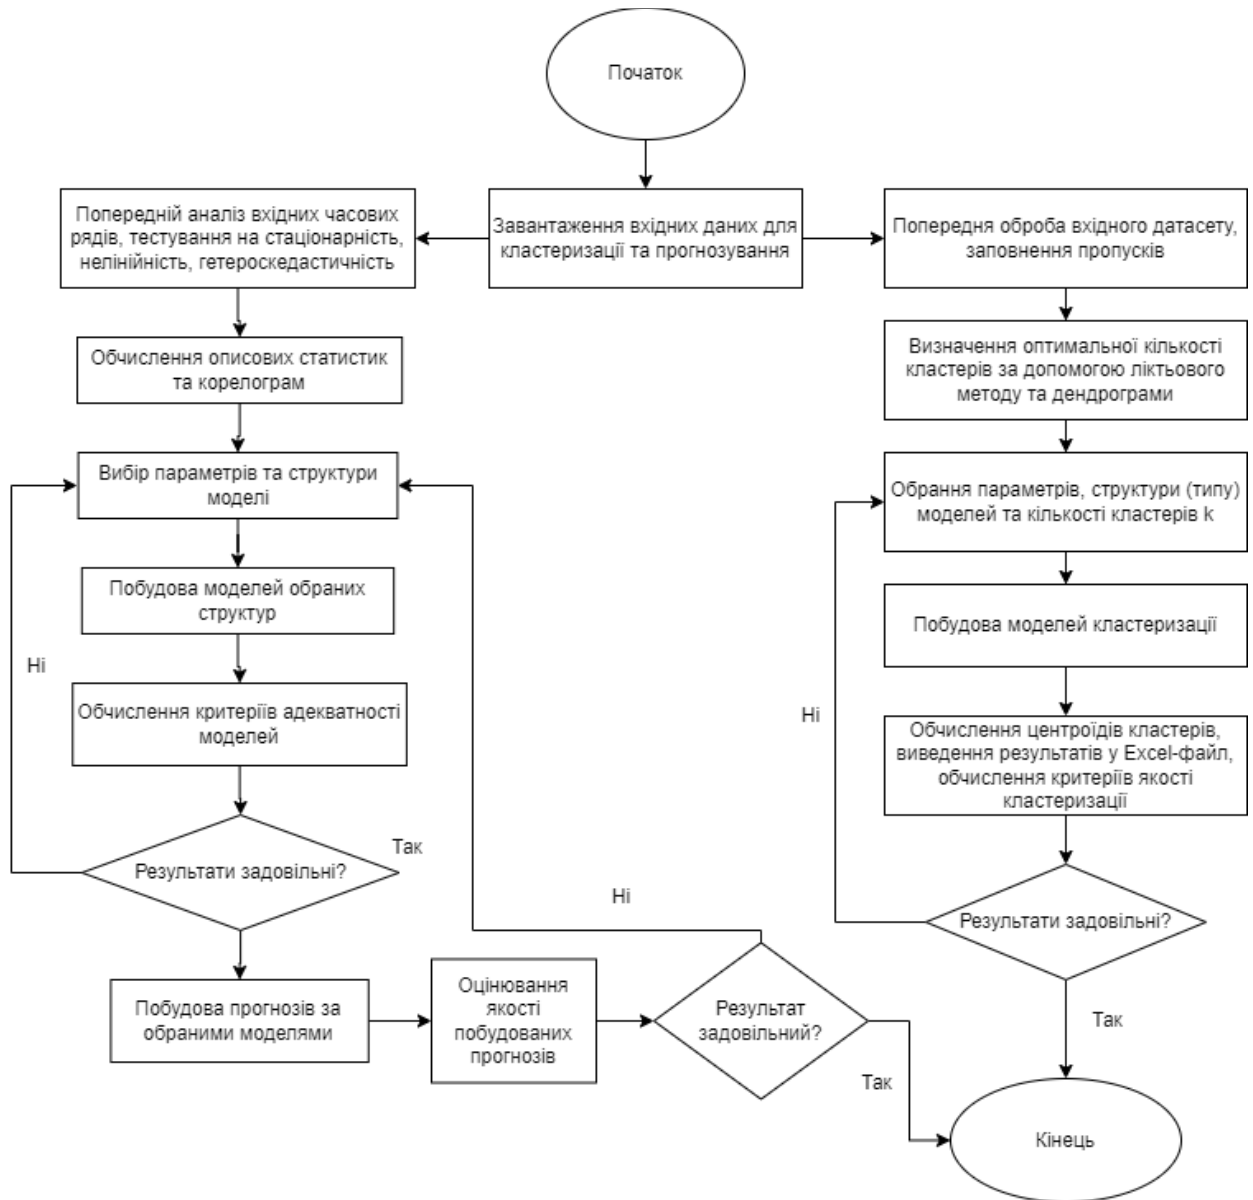 Початок
Завантаження вхідних даних для
кластеризації та прогнозування
Попередній аналіз вхідних часових
рядів, тестування на стаціонарність,
нелінійність, гетероскедастичність
Обчислення описових статистик
та корелограм
Вибір параметрів та структури
моделі
Побудова моделей обраних
структур
Ні
Обчислення критеріїв адекватності
моделей
Результати задовільні?
Так
Побудова прогнозів за
обраними моделями
Оцінювання
якості
побудованих
прогнозів
Ні
Результат
задовільний?
Так
Попередня оброба вхідного датасету,
заповнення пропусків
Визначення оптимальної кількості
кластерів за допомогою ліктьового
методу та дендрограми
Обрання параметрів, структури (типу)
моделей та кількості кластерів k
Побудова моделей кластеризації
Ні
Обчислення центроїдів кластерів,
виведення результатів у Excel-файл,
обчислення критеріїв якості
кластеризації
Результати задовільні?
Так
Кінець